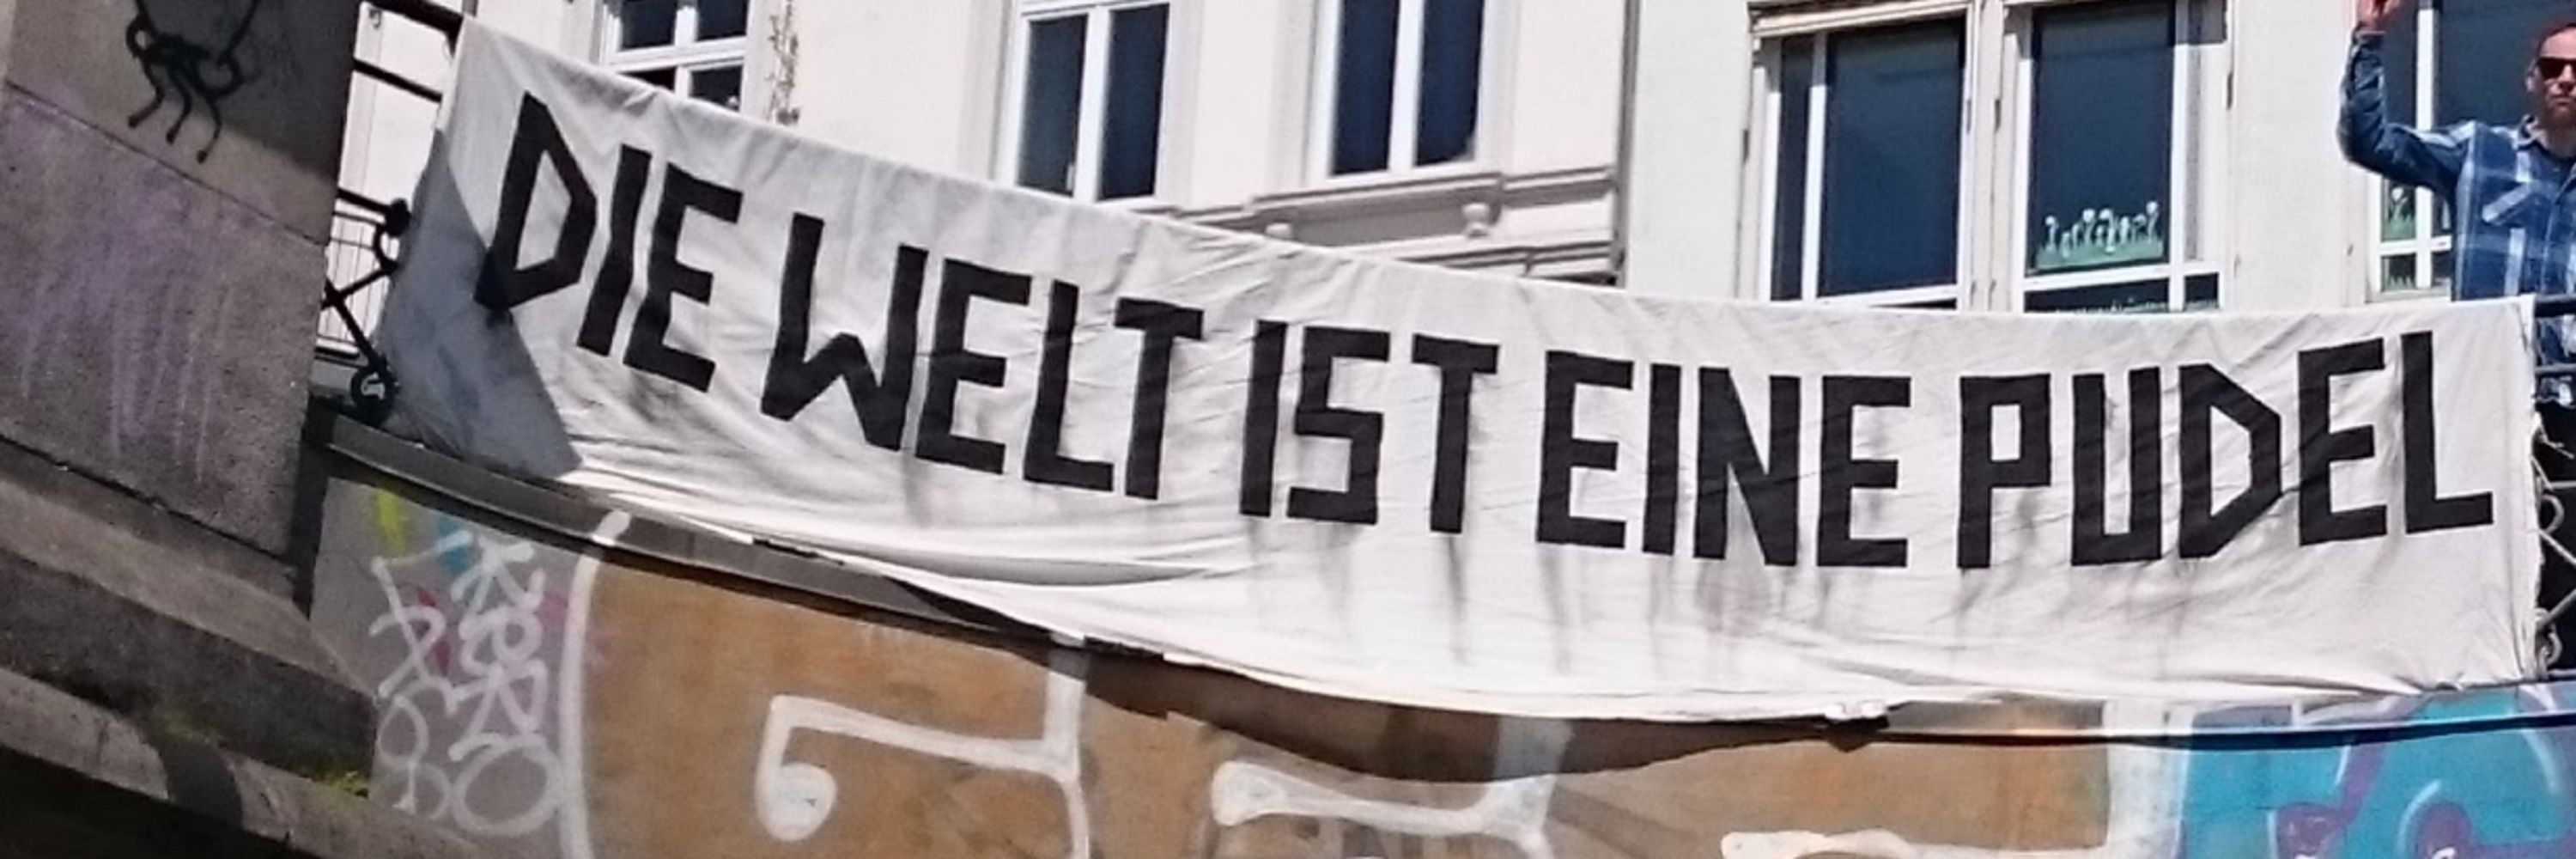 DIE WELT IST EINE PUDEL